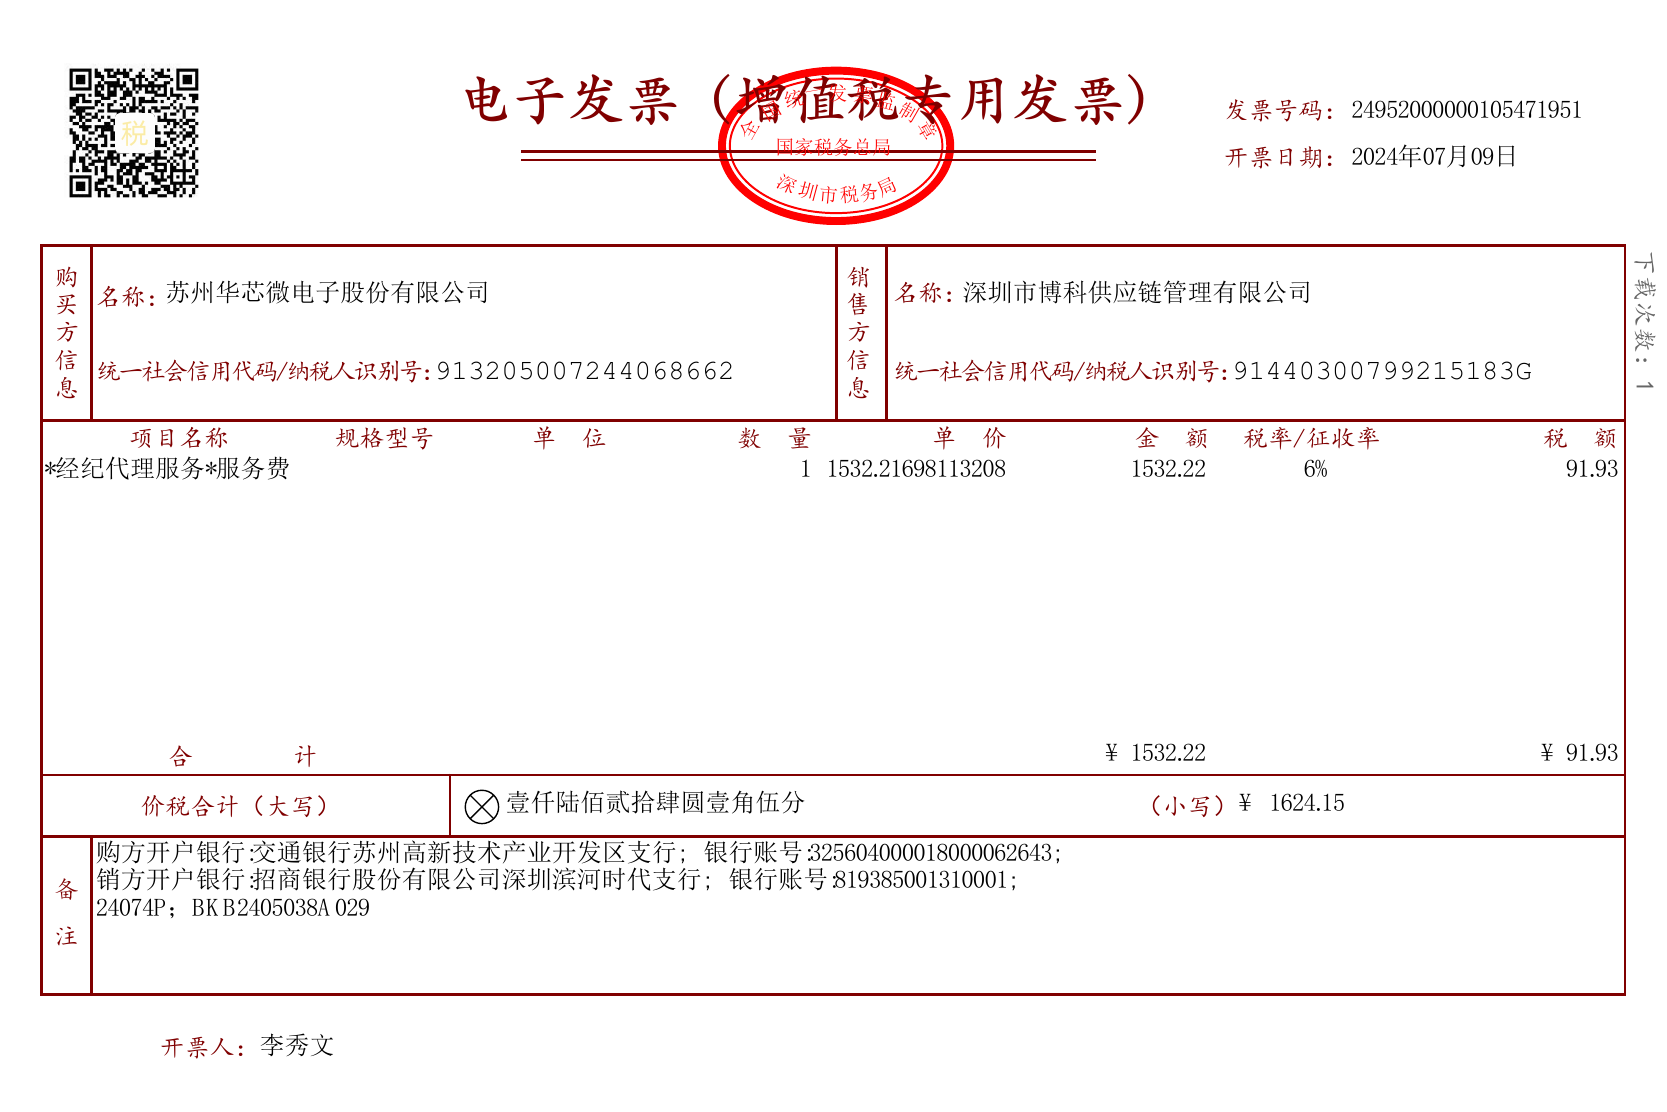 税
电子发票（增值税专用发票）
全国统一发票监制章
国家税务总局
深圳市税务局
发票号码：24952000000105471951
开票日期：2024年07月09日
下载次数：1
购买方信息
名称：苏州华芯微电子股份有限公司
统一社会信用代码/纳税人识别号：913205007244068662
销售方信息
名称：深圳市博科供应链管理有限公司
统一社会信用代码/纳税人识别号：91440300799215183G
项目名称 规格型号 单 位 数 量 单 价 金 额 税率/征收率 税 额
*经纪代理服务*服务费 1 1532.21698113208 1532.22 6% 91.93
合 计 ¥ 1532.22 ¥ 91.93
价税合计（大写） 壹仟陆佰贰拾肆圆壹角伍分 （小写）¥ 1624.15
备注
购方开户银行:交通银行苏州高新技术产业开发区支行； 银行账号:325604000018000062643；
销方开户银行:招商银行股份有限公司深圳滨河时代支行； 银行账号:819385001310001；
24074P；BKB2405038A029
开票人：李秀文